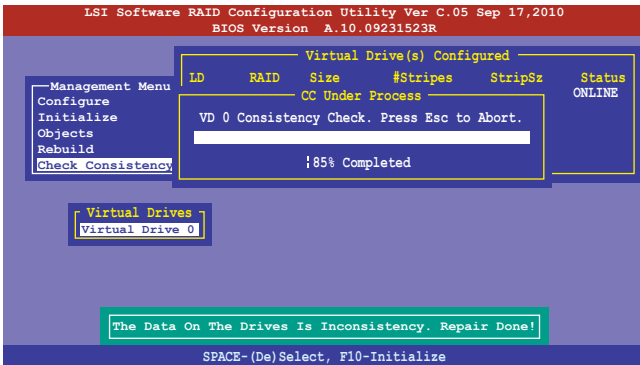 LSI Software RAID Configuration Utility Ver C.05 Sep 17,2010
BIOS Version A.10.09231523R
Virtual Drive(s) Configured
LD RAID Size #Stripes StripSz Status
ONLINE
Management Menu
Configure
Initialize
Objects
Rebuild
Check Consistency
CC Under Process
VD 0 Consistency Check. Press Esc to Abort.
85% Completed
Virtual Drives
Virtual Drive 0
The Data On The Drives Is Inconsistency. Repair Done!
SPACE-(De)Select, F10-Initialize